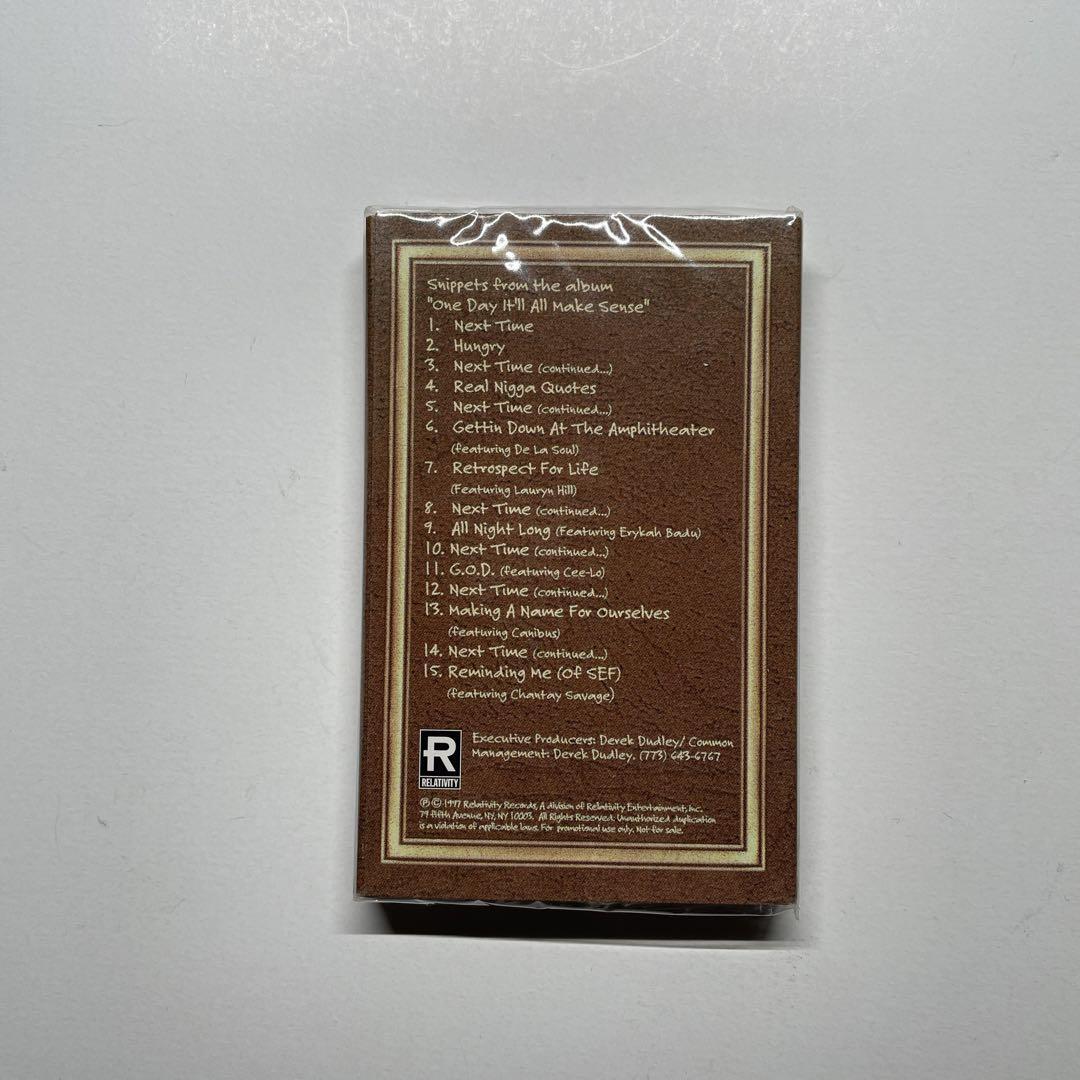 Snippets from the album
"One Day It'll All Make Sense"
1. Next Time
2. Hungry
3. Next Time (continued...)
4. Real Nigga Quotes
5. Next Time (continued...)
6. Gettin Down At The Amphitheater
(featuring De La Soul)
7. Retrospect For Life
(Featuring Lauryn Hill)
8. Next Time (continued...)
9. All Night Long (Featuring Erykah Badu)
10. Next Time (continued...)
11. G.O.D. (featuring Cee-Lo)
12. Next Time (continued...)
13. Making A Name For Ourselves
(featuring Canibus)
14. Next Time (continued...)
15. Reminding Me (Of SEF)
(featuring Chantay Savage)
R
RELATIVITY
Executive Producers: Derek Dudley/ Common
Management: Derek Dudley. (773) 643-6767
℗ © 1997 Relativity Records, A division of Relativity Entertainment, Inc.
79 Fifth Avenue, NY, NY 10003. All Rights Reserved. Unauthorized duplication
is a violation of applicable laws. For promotional use only. Not for sale.